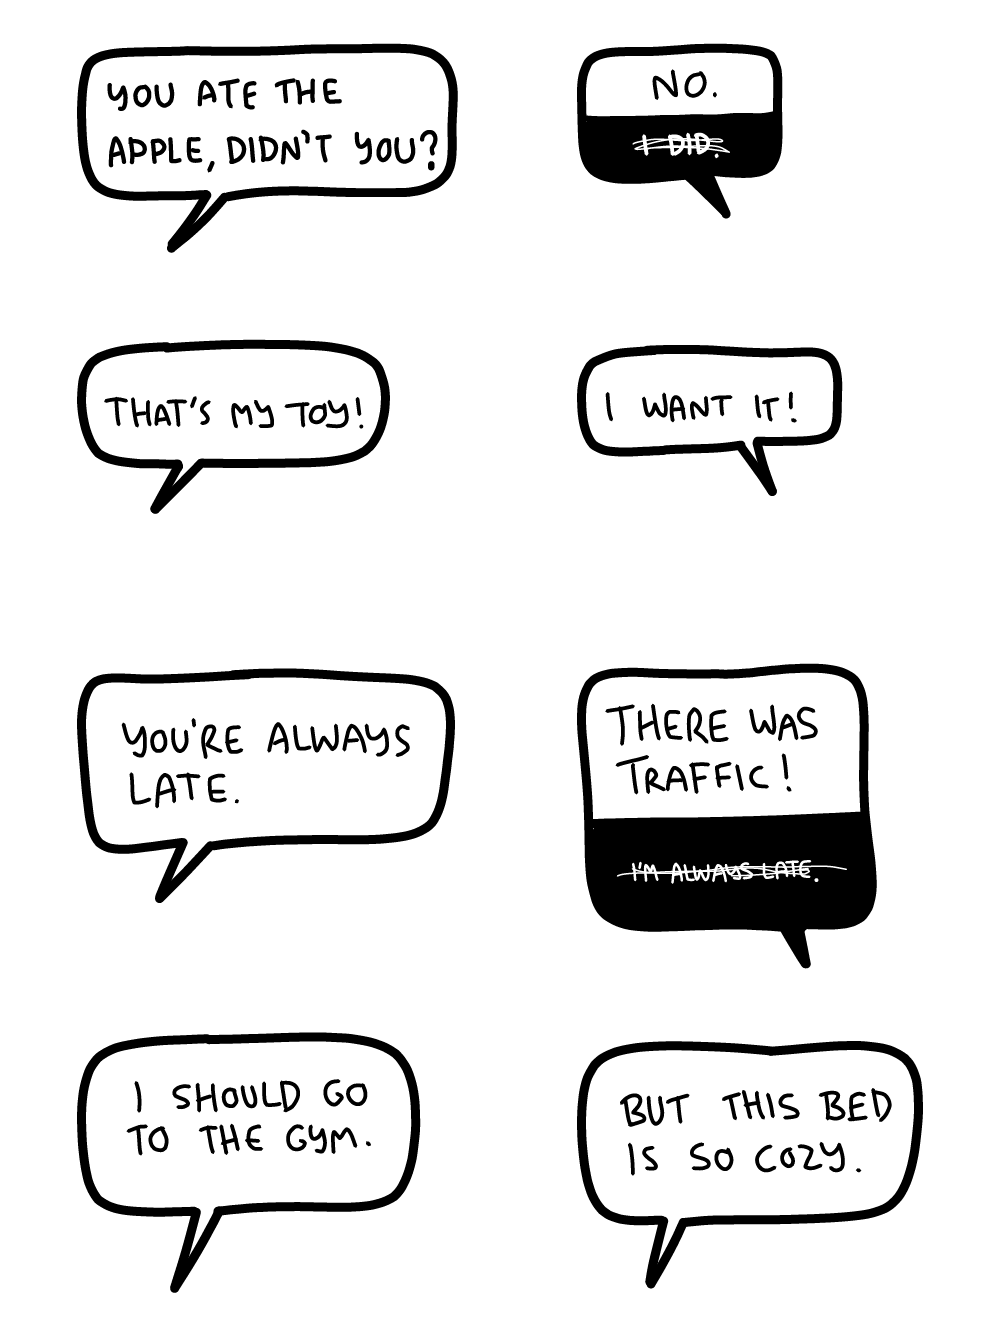 YOU ATE THE
APPLE, DIDN'T YOU?
NO.
I DID.
THAT'S MY TOY!
I WANT IT!
YOU'RE ALWAYS
LATE.
THERE WAS
TRAFFIC!
I'M ALWAYS LATE.
I SHOULD GO
TO THE GYM.
BUT THIS BED
IS SO COZY.